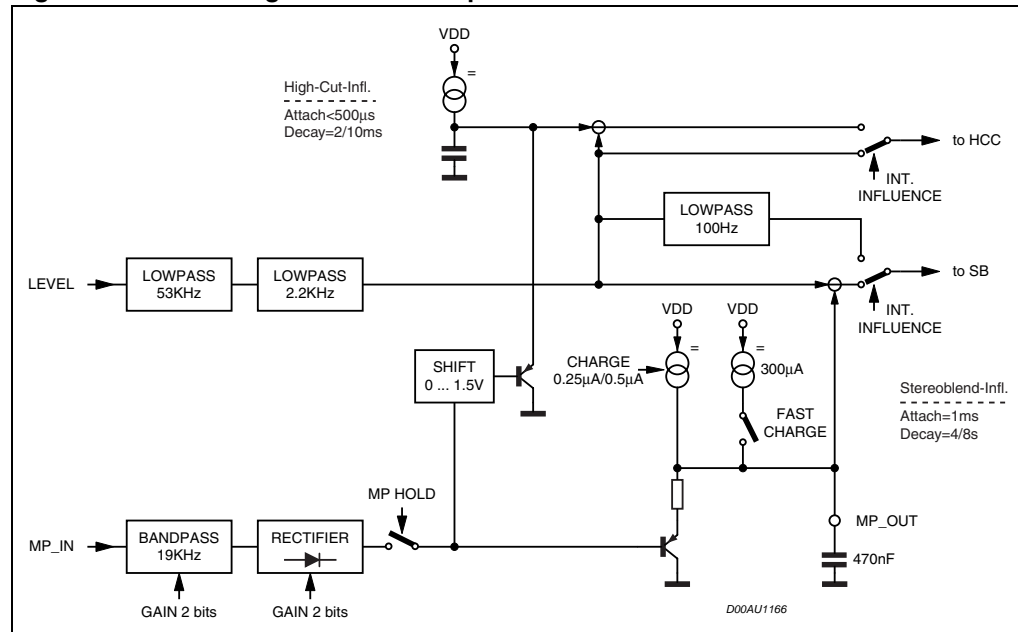 VDD
=
High-Cut-Infl.
Attach<500µs
Decay=2/10ms
to HCC
INT.
INFLUENCE
LOWPASS
100Hz
LEVEL
LOWPASS
53KHz
LOWPASS
2.2KHz
to SB
INT.
INFLUENCE
VDD
VDD
=
=
SHIFT
0 ... 1.5V
CHARGE
0.25µA/0.5µA
300µA
Stereoblend-Infl.
Attach=1ms
Decay=4/8s
FAST
CHARGE
MP HOLD
MP_IN
BANDPASS
19KHz
RECTIFIER
MP_OUT
470nF
GAIN 2 bits
GAIN 2 bits
D00AU1166